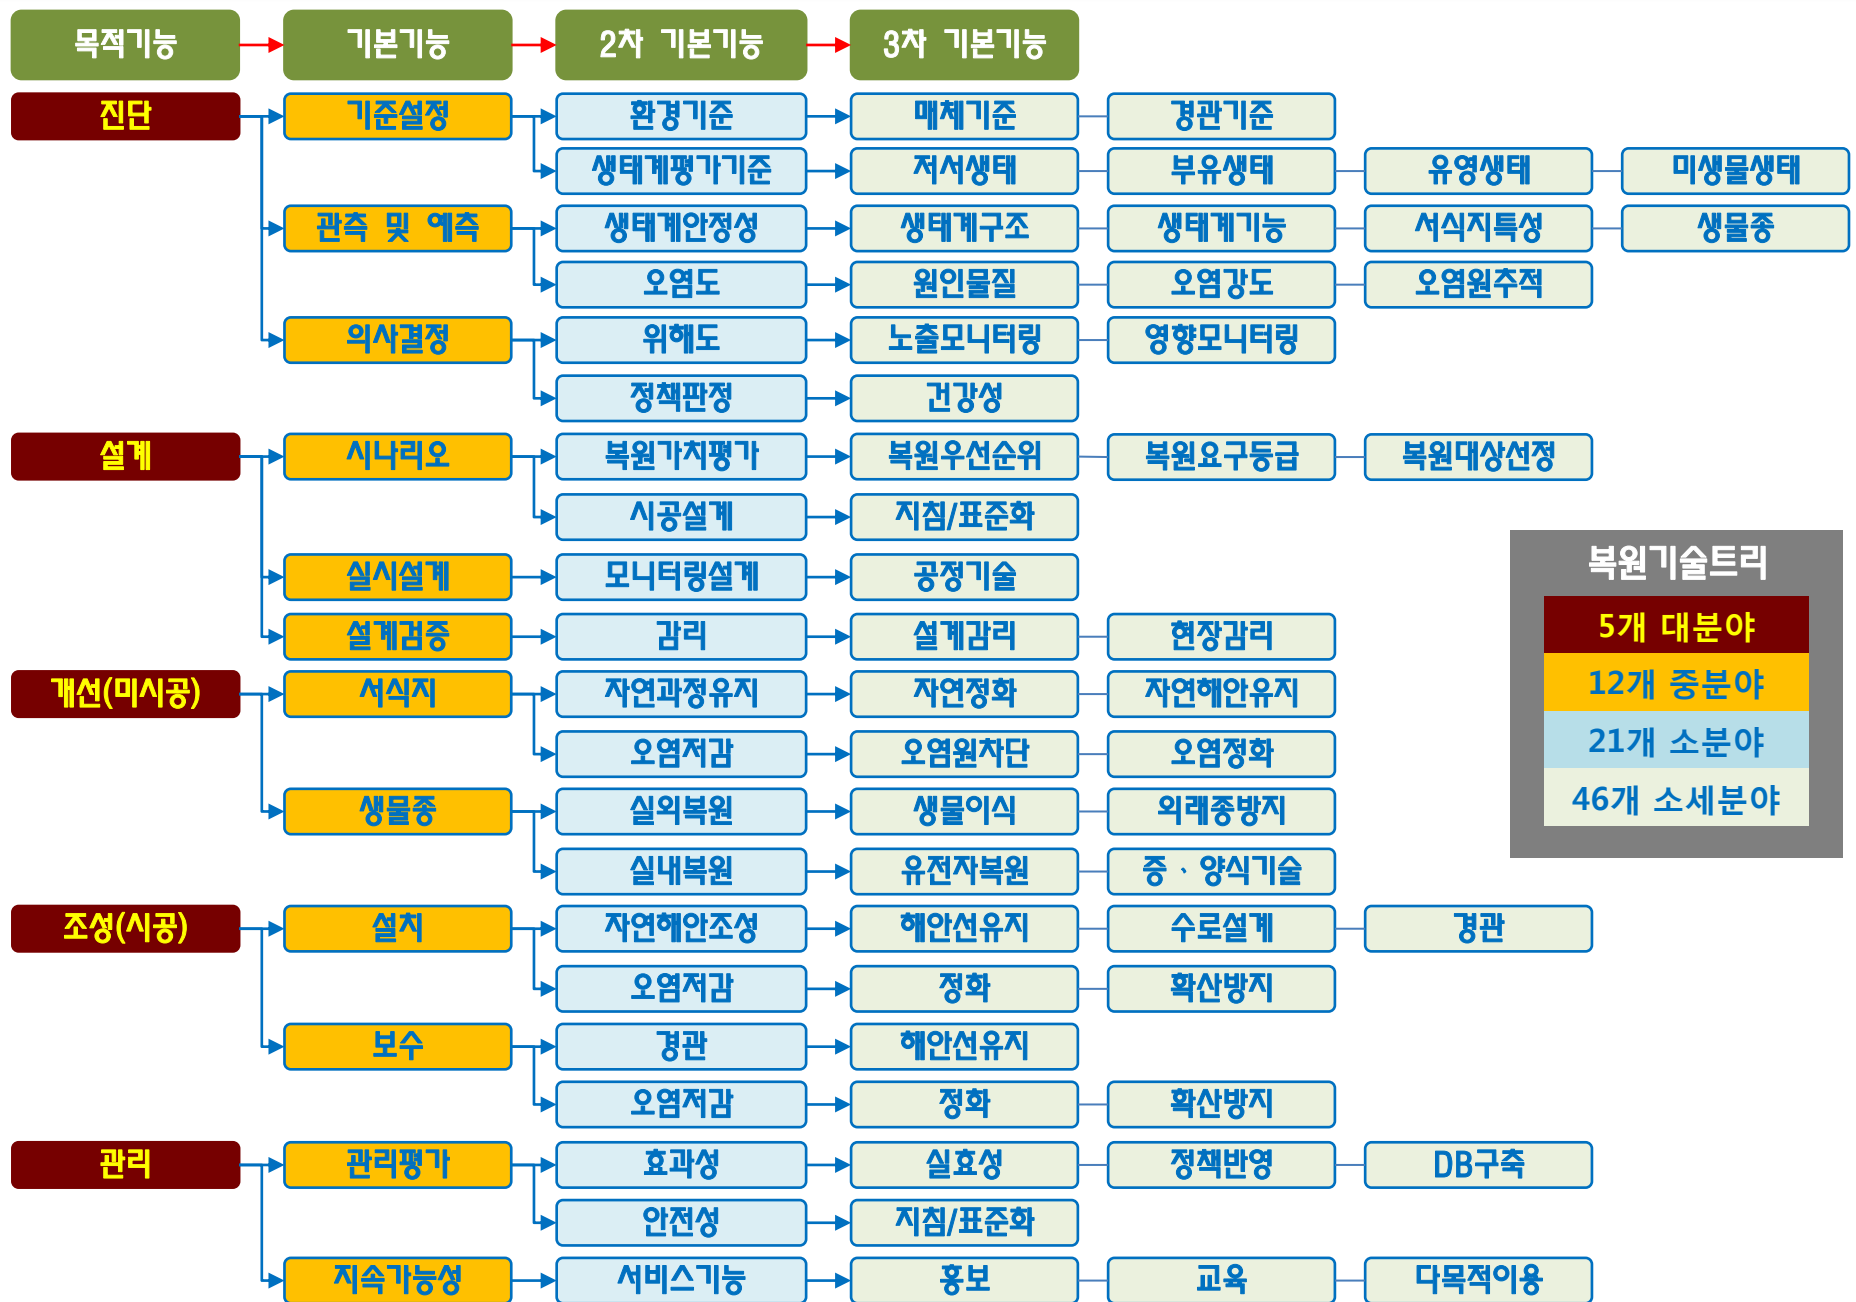 목적기능 기본기능 2차 기본기능 3차 기본기능
진단 기준설정 환경기준 매체기준 경관기준
생태계평가기준 저서생태 부유생태 유영생태 미생물생태
관측 및 예측 생태계안정성 생태계구조 생태계기능 서식지특성 생물종
오염도 원인물질 오염강도 오염원추적
의사결정 위해도 노출모니터링 영향모니터링
정책판정 건강성
설계 시나리오 복원가치평가 복원우선순위 복원요구등급 복원대상선정
시공설계 지침/표준화
실시설계 모니터링설계 공정기술
설계검증 감리 설계감리 현장감리
개선(미시공) 서식지 자연과정유지 자연정화 자연해안유지
오염저감 오염원차단 오염정화
생물종 실외복원 생물이식 외래종방지
실내복원 유전자복원 증ㆍ양식기술
조성(시공) 설치 자연해안조성 해안선유지 수로설계 경관
오염저감 정화 확산방지
보수 경관 해안선유지
오염저감 정화 확산방지
관리 관리평가 효과성 실효성 정책반영 DB구축
안전성 지침/표준화
지속가능성 서비스기능 홍보 교육 다목적이용
복원기술트리
5개 대분야
12개 중분야
21개 소분야
46개 소세분야